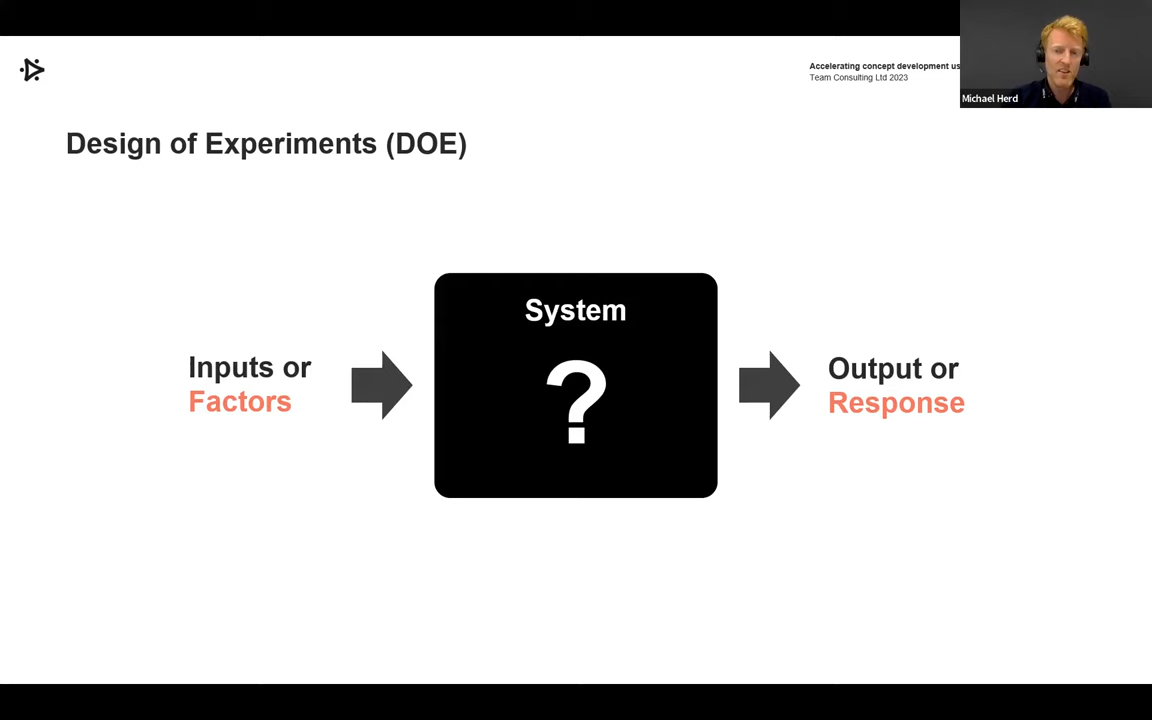 Accelerating concept development us
Team Consulting Ltd 2023
Michael Herd
Design of Experiments (DOE)
System
?
Inputs or
Factors
Output or
Response